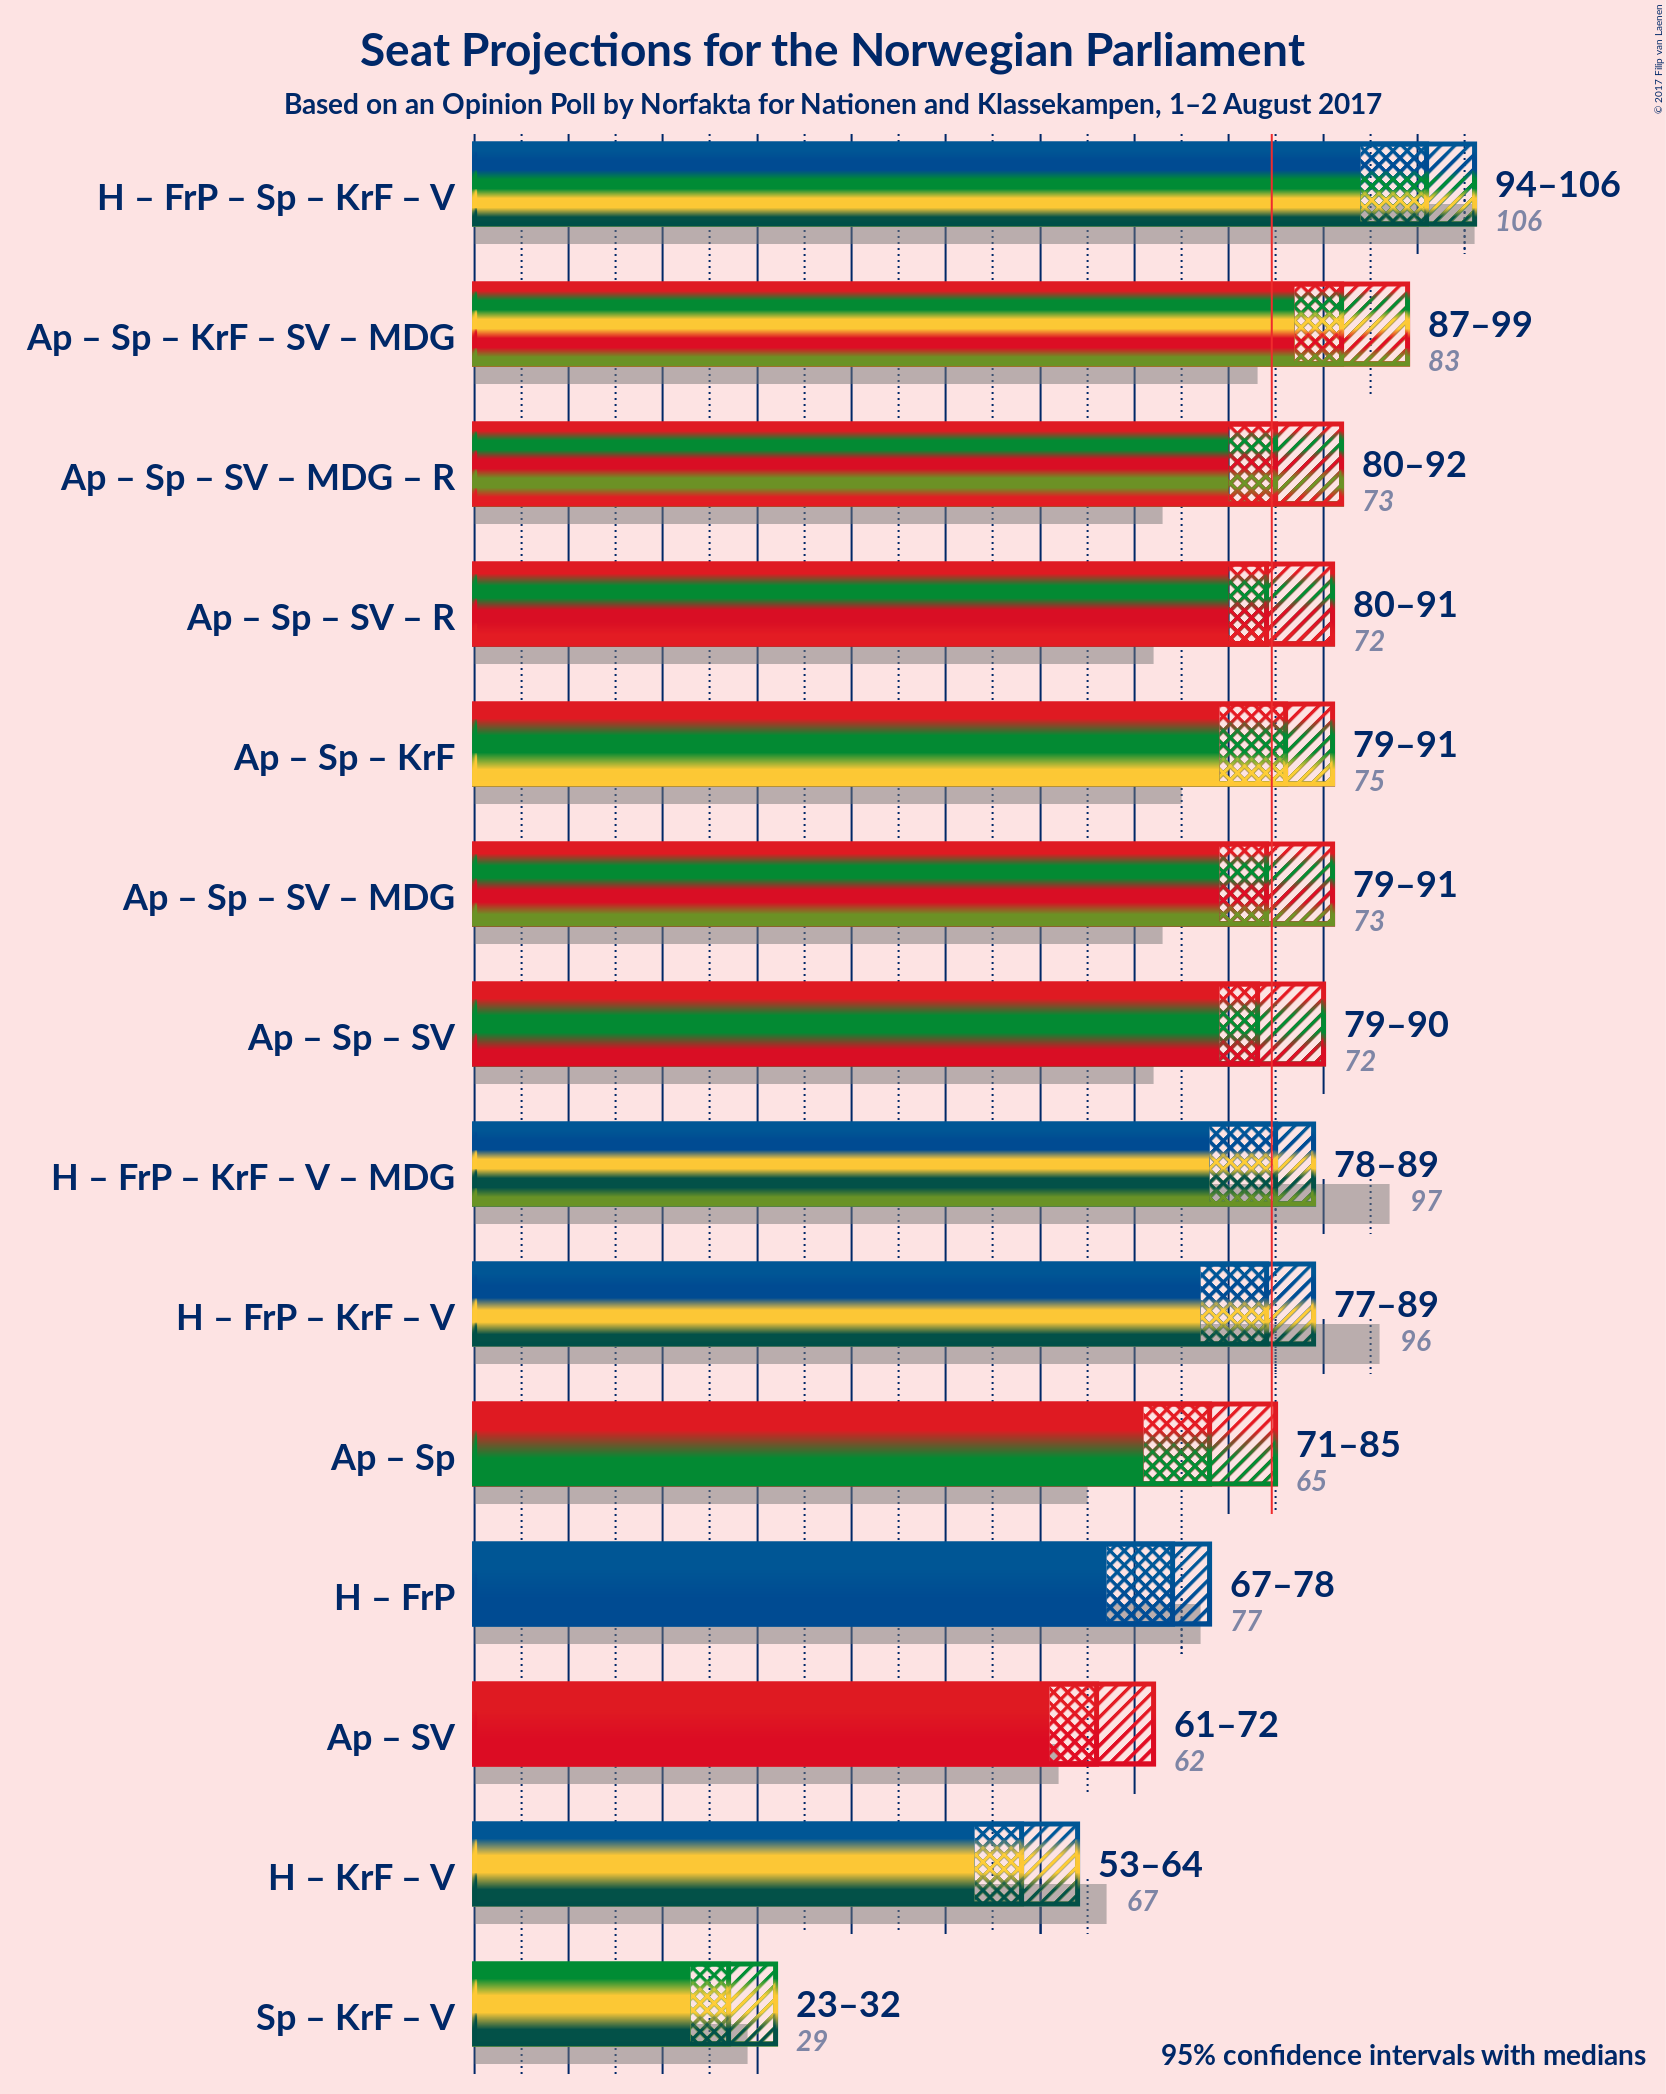 Seat Projections for the Norwegian Parliament
Based on an Opinion Poll by Norfakta for Nationen and Klassekampen, 1–2 August 2017
© 2017 Filip van Laenen
H – FrP – Sp – KrF – V
94–106
106
Ap – Sp – KrF – SV – MDG
87–99
83
Ap – Sp – SV – MDG – R
80–92
73
Ap – Sp – SV – R
80–91
72
Ap – Sp – KrF
79–91
75
Ap – Sp – SV – MDG
79–91
73
Ap – Sp – SV
79–90
72
H – FrP – KrF – V – MDG
78–89
97
H – FrP – KrF – V
77–89
96
Ap – Sp
71–85
65
H – FrP
67–78
77
Ap – SV
61–72
62
H – KrF – V
53–64
67
Sp – KrF – V
23–32
29
95% confidence intervals with medians